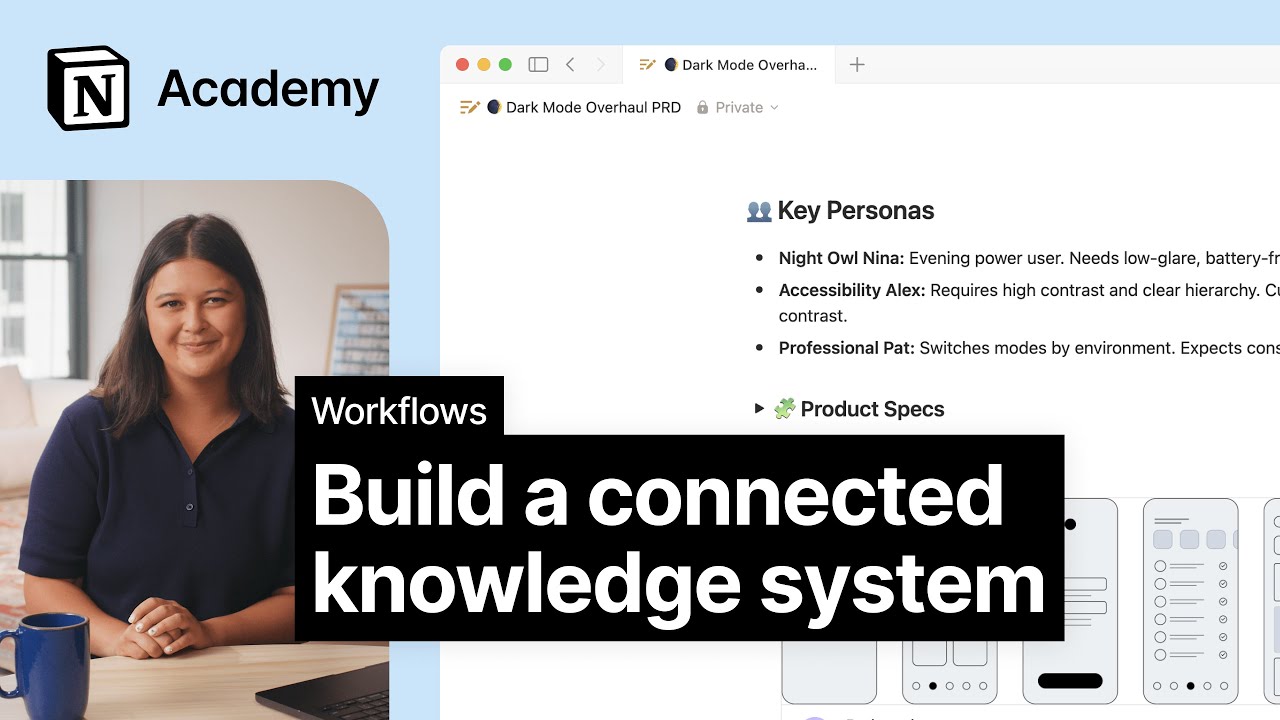 N Academy
Dark Mode Overha...
Dark Mode Overhaul PRD Private
Key Personas
Night Owl Nina: Evening power user. Needs low-glare, battery-fr
Accessibility Alex: Requires high contrast and clear hierarchy. Cu
contrast.
Professional Pat: Switches modes by environment. Expects cons
Product Specs
Workflows
Build a connected
knowledge system